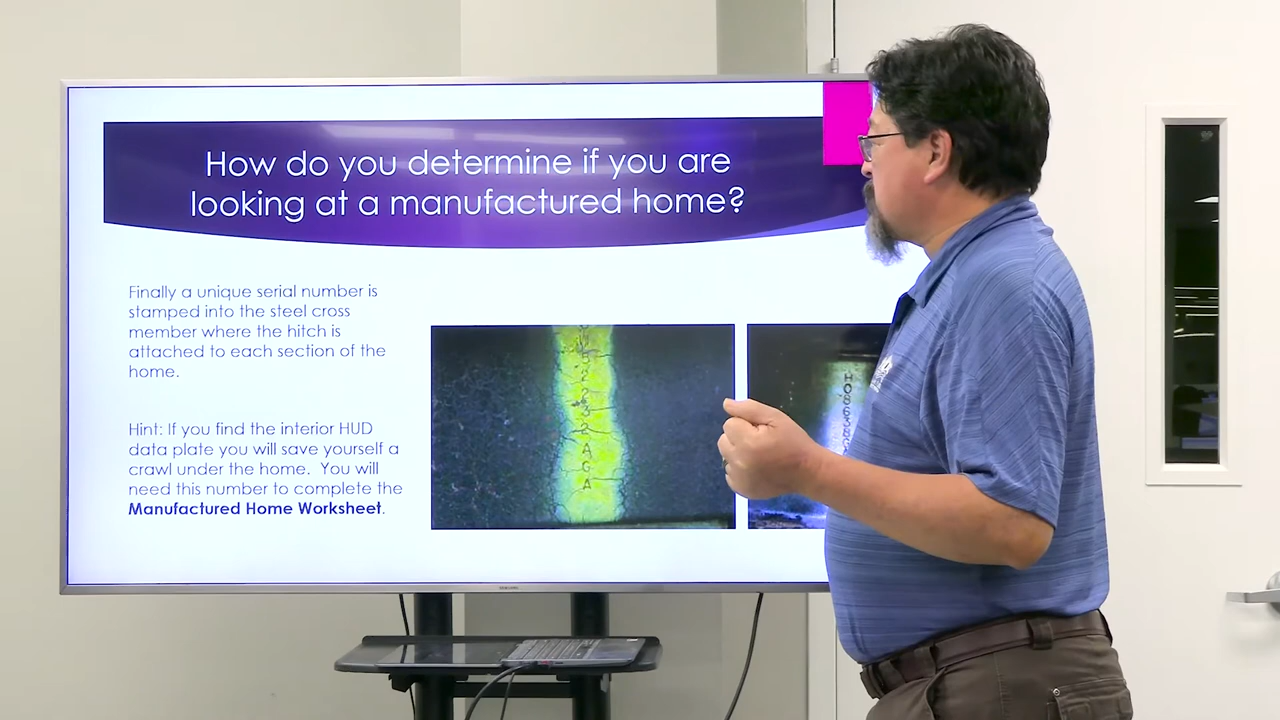 How do you determine if you are
looking at a manufactured home?
Finally a unique serial number is
stamped into the steel cross
member where the hitch is
attached to each section of the
home.
Hint: If you find the interior HUD
data plate you will save yourself a
crawl under the home. You will
need this number to complete the
Manufactured Home Worksheet.